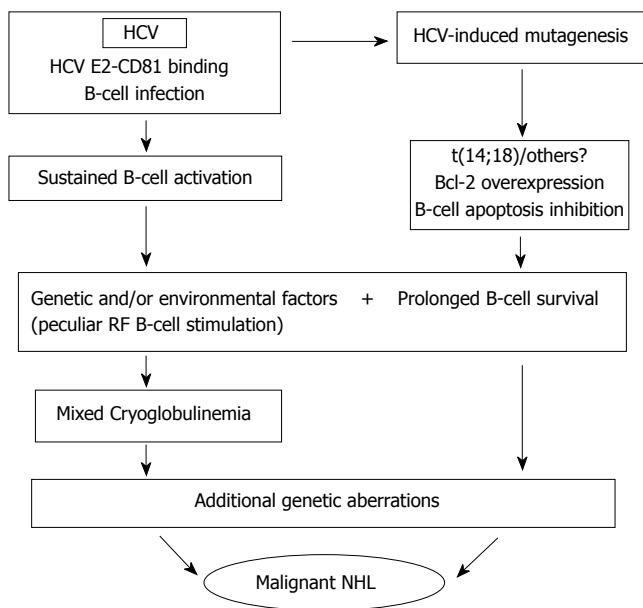 HCV
HCV E2-CD81 binding
B-cell infection
HCV-induced mutagenesis
Sustained B-cell activation
t(14;18)/others?
Bcl-2 overexpression
B-cell apoptosis inhibition
Genetic and/or environmental factors + Prolonged B-cell survival
(peculiar RF B-cell stimulation)
Mixed Cryoglobulinemia
Additional genetic aberrations
Malignant NHL